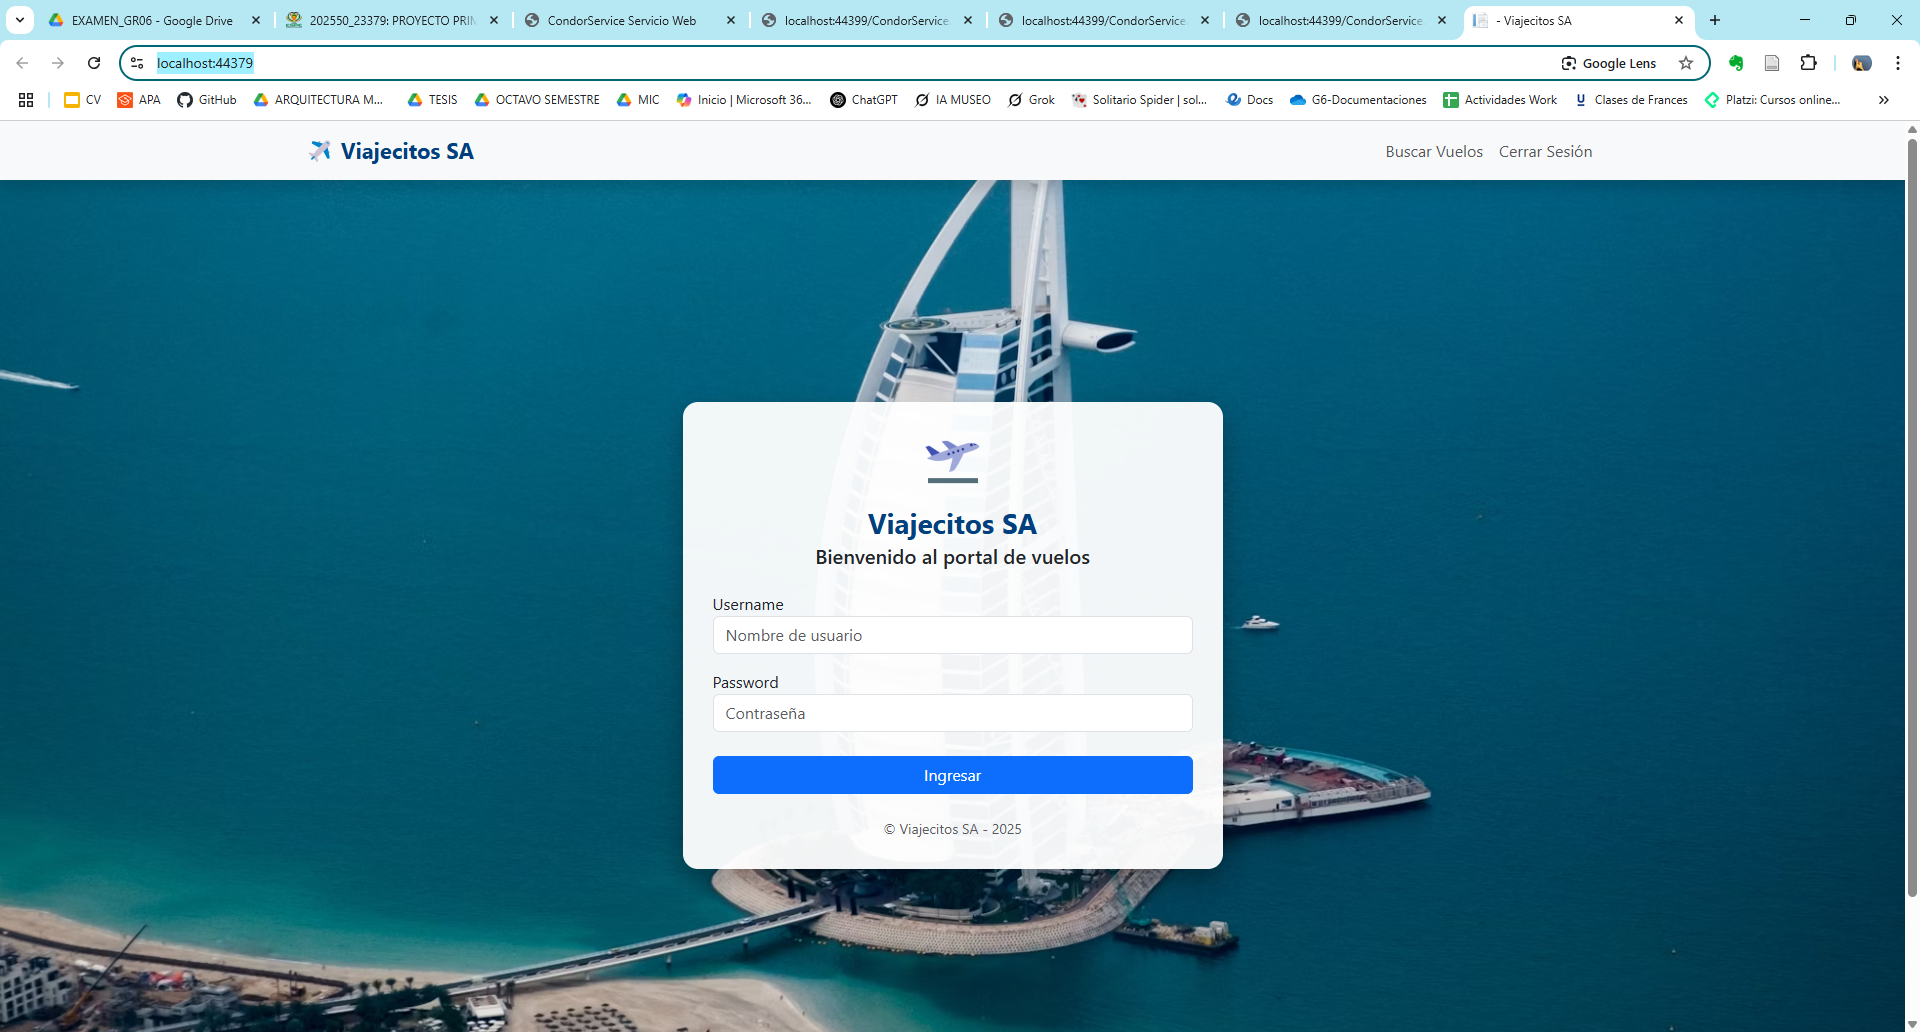 EXAMEN_GR06 - Google Drive
202550_23379: PROYECTO PRIM
CondorService Servicio Web
localhost:44399/CondorService.
localhost:44399/CondorService.
localhost:44399/CondorService
- Viajecitos SA
localhost:44379
Google Lens
CV
APA
GitHub
ARQUITECTURA M...
TESIS
OCTAVO SEMESTRE
MIC
Inicio | Microsoft 36...
ChatGPT
IA MUSEO
Grok
Solitario Spider | sol...
Docs
G6-Documentaciones
Actividades Work
Clases de Frances
Platzi: Cursos online...
Viajecitos SA
Buscar Vuelos
Cerrar Sesión
Viajecitos SA
Bienvenido al portal de vuelos
Username
Nombre de usuario
Password
Contraseña
Ingresar
© Viajecitos SA - 2025